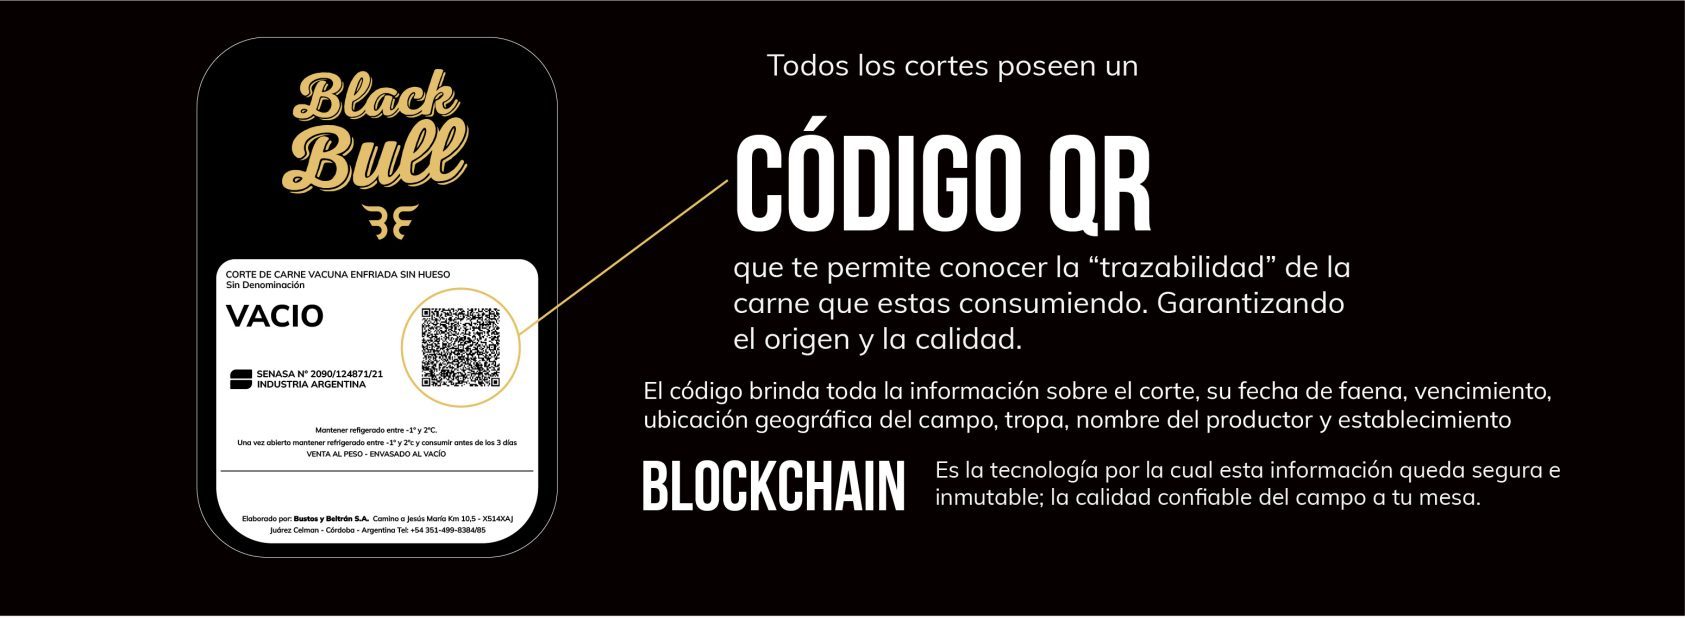 Black
Bull
CORTE DE CARNE VACUNA ENFRIADA SIN HUESO
Sin Denominación
VACIO
SENASA Nº 2090/124871/21
INDUSTRIA ARGENTINA
Mantener refigerado entre -1° y 2°C.
Una vez abierto mantener refrigerado entre -1° y 2°c y consumir antes de los 3 días
VENTA AL PESO - ENVASADO AL VACÍO
Elaborado por: Bustos y Beltrán S.A. Camino a Jesús María Km 10,5 - X514XAJ
Juárez Celman - Córdoba - Argentina Tel: +54 351-499-8384/85
Todos los cortes poseen un
CÓDIGO QR
que te permite conocer la “trazabilidad” de la
carne que estas consumiendo. Garantizando
el origen y la calidad.
El código brinda toda la información sobre el corte, su fecha de faena, vencimiento,
ubicación geográfica del campo, tropa, nombre del productor y establecimiento
BLOCKCHAIN
Es la tecnología por la cual esta información queda segura e
inmutable; la calidad confiable del campo a tu mesa.